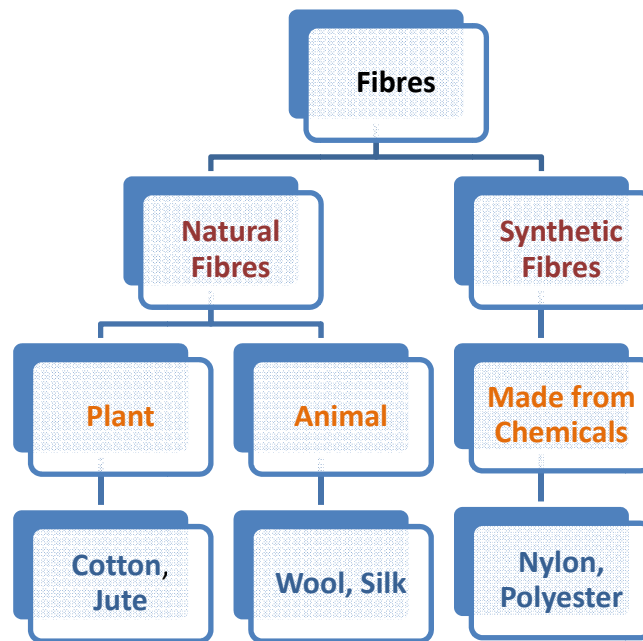 Fibres
Natural
Fibres
Synthetic
Fibres
Plant
Animal
Made from
Chemicals
Cotton,
Jute
Wool, Silk
Nylon,
Polyester